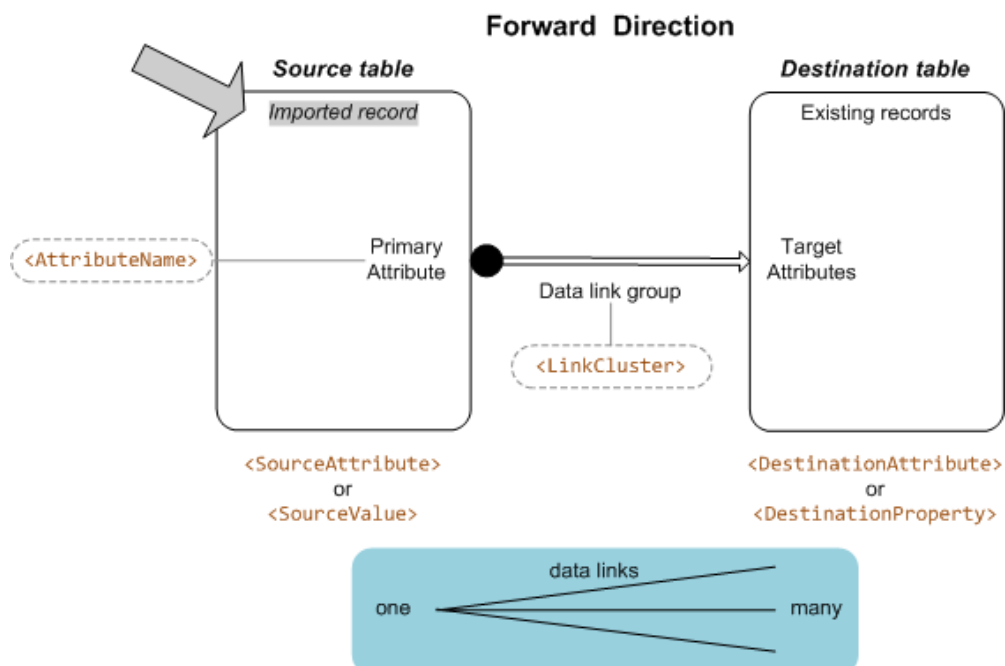 Forward Direction
Source table
Destination table
Imported record
Existing records
<AttributeName>
Primary
Attribute
Target
Attributes
Data link group
<LinkCluster>
<SourceAttribute>
or
<SourceValue>
<DestinationAttribute>
or
<DestinationProperty>
data links
one
many